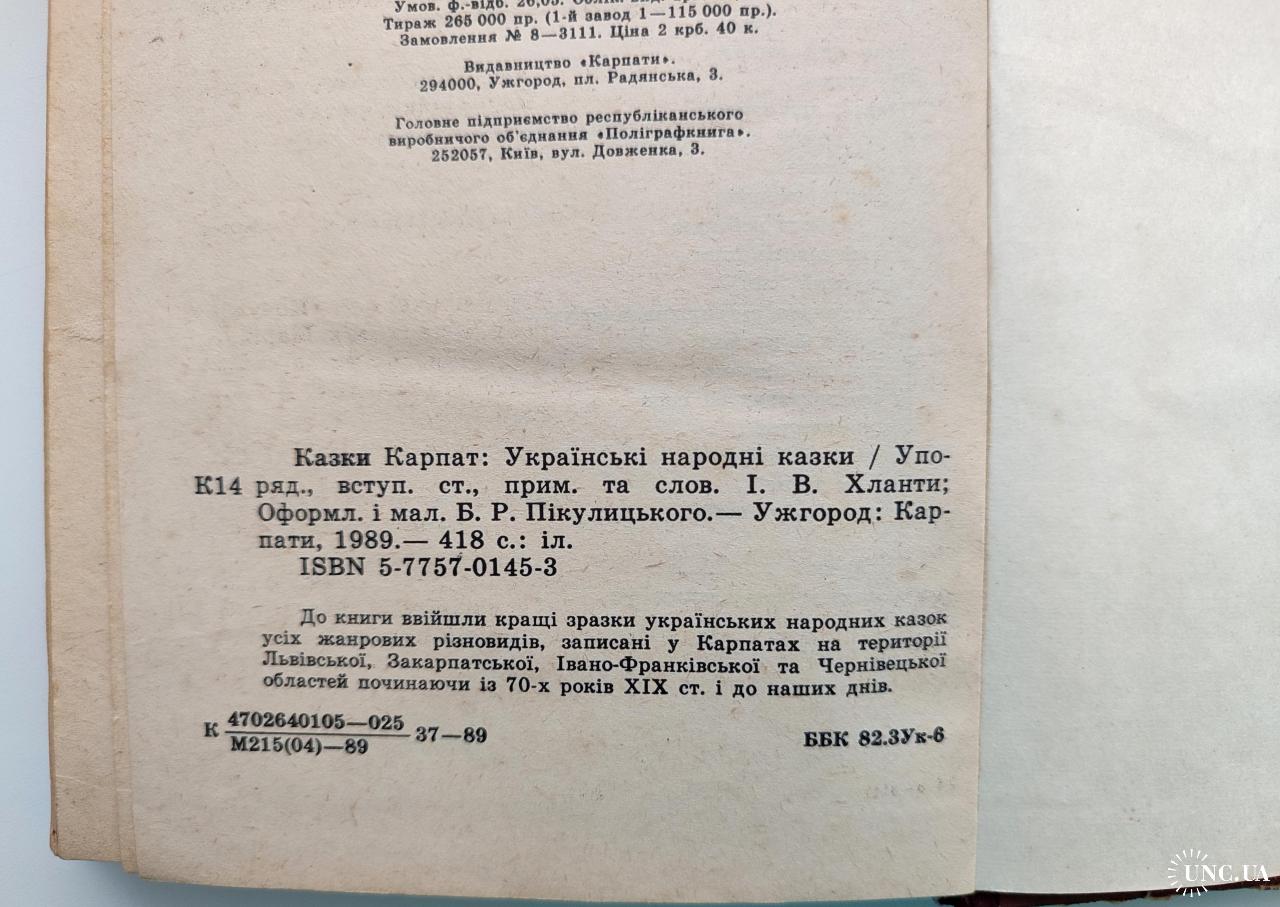 Умов. ф.-відб. 26,05.
Тираж 265 000 пр. (1-й завод 1—115 000 пр.).
Замовлення № 8—3111. Ціна 2 крб. 40 к.
Видавництво «Карпати».
294000, Ужгород, пл. Радянська, 3.
Головне підприємство республіканського
виробничого об'єднання «Поліграфкнига».
252057, Київ, вул. Довженка, 3.
Казки Карпат: Українські народні казки / Упо-
К14 ряд., вступ. ст., прим. та слов. І. В. Хланти;
Оформл. і мал. Б. Р. Пікулицького.— Ужгород: Кар-
пати, 1989.— 418 с.: іл.
ISBN 5-7757-0145-3
До книги ввійшли кращі зразки українських народних казок
усіх жанрових різновидів, записані у Карпатах на території
Львівської, Закарпатської, Івано-Франківської та Чернівецької
областей починаючи із 70-х років XIX ст. і до наших днів.
К 4702640105—025 37—89
М215(04)—89
ББК 82.3Ук-6
UNC.UA